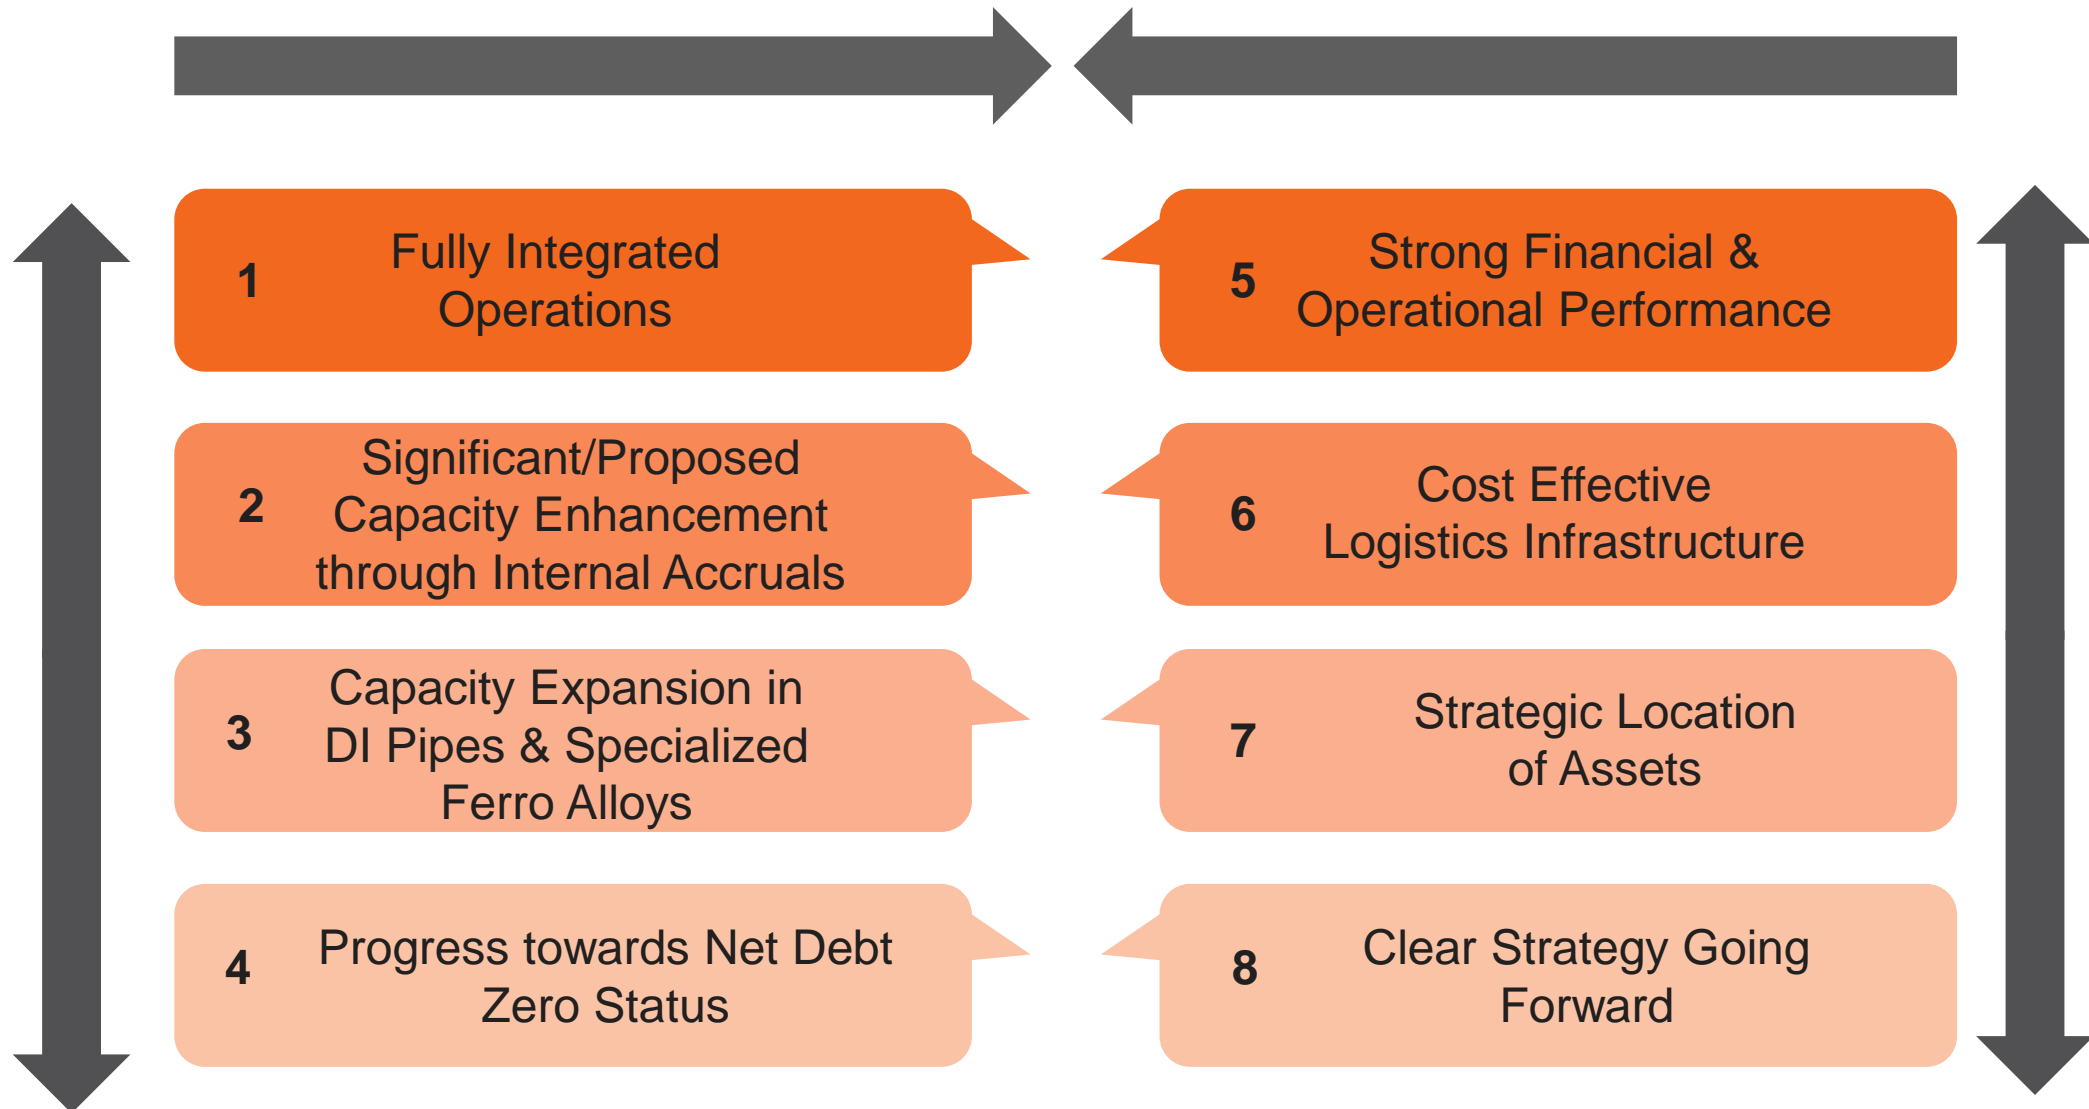 1
Fully Integrated
Operations
2
Significant/Proposed
Capacity Enhancement
through Internal Accruals
3
Capacity Expansion in
DI Pipes & Specialized
Ferro Alloys
4
Progress towards Net Debt
Zero Status
5
Strong Financial &
Operational Performance
6
Cost Effective
Logistics Infrastructure
7
Strategic Location
of Assets
8
Clear Strategy Going
Forward